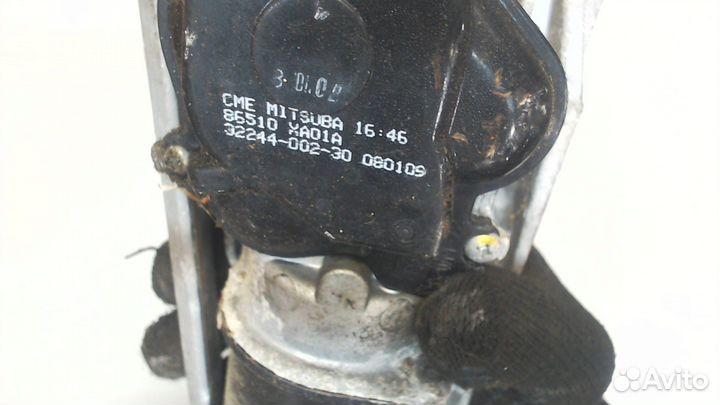 CME MITSUBA 16:46
86510 XA01A
32244-002-30 080109
Avito